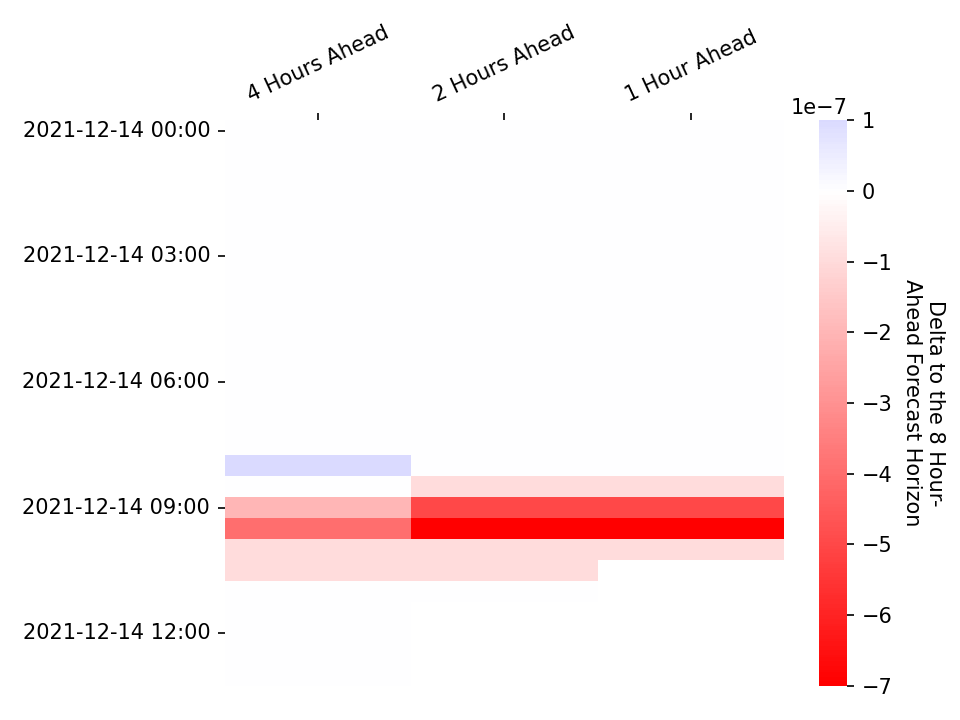 4 Hours Ahead
2 Hours Ahead
1 Hour Ahead
2021-12-14 00:00
2021-12-14 03:00
2021-12-14 06:00
2021-12-14 09:00
2021-12-14 12:00
1e−7
1
0
−1
−2
−3
−4
−5
−6
−7
Delta to the 8 Hour-
Ahead Forecast Horizon